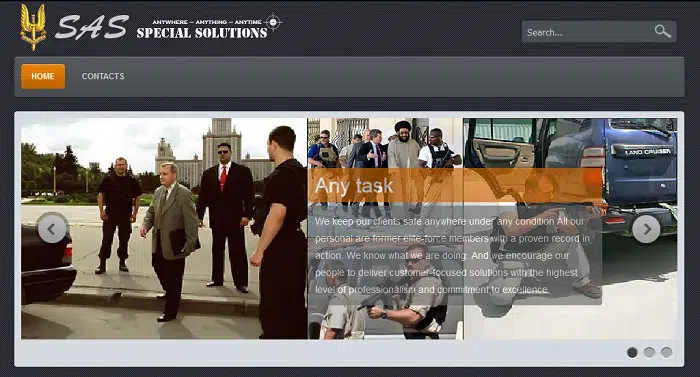 SAS
ANYWHERE – ANYTHING – ANYTIME
SPECIAL SOLUTIONS
Search...
HOME
CONTACTS
LAND CRUISER
Any task
We keep our clients safe anywhere under any condition All our
personal are former elite-force members with a proven record in
action. We know what we are doing. And we encourage our
people to deliver customer-focused solutions with the highest
level of professionalism and commitment to excellence